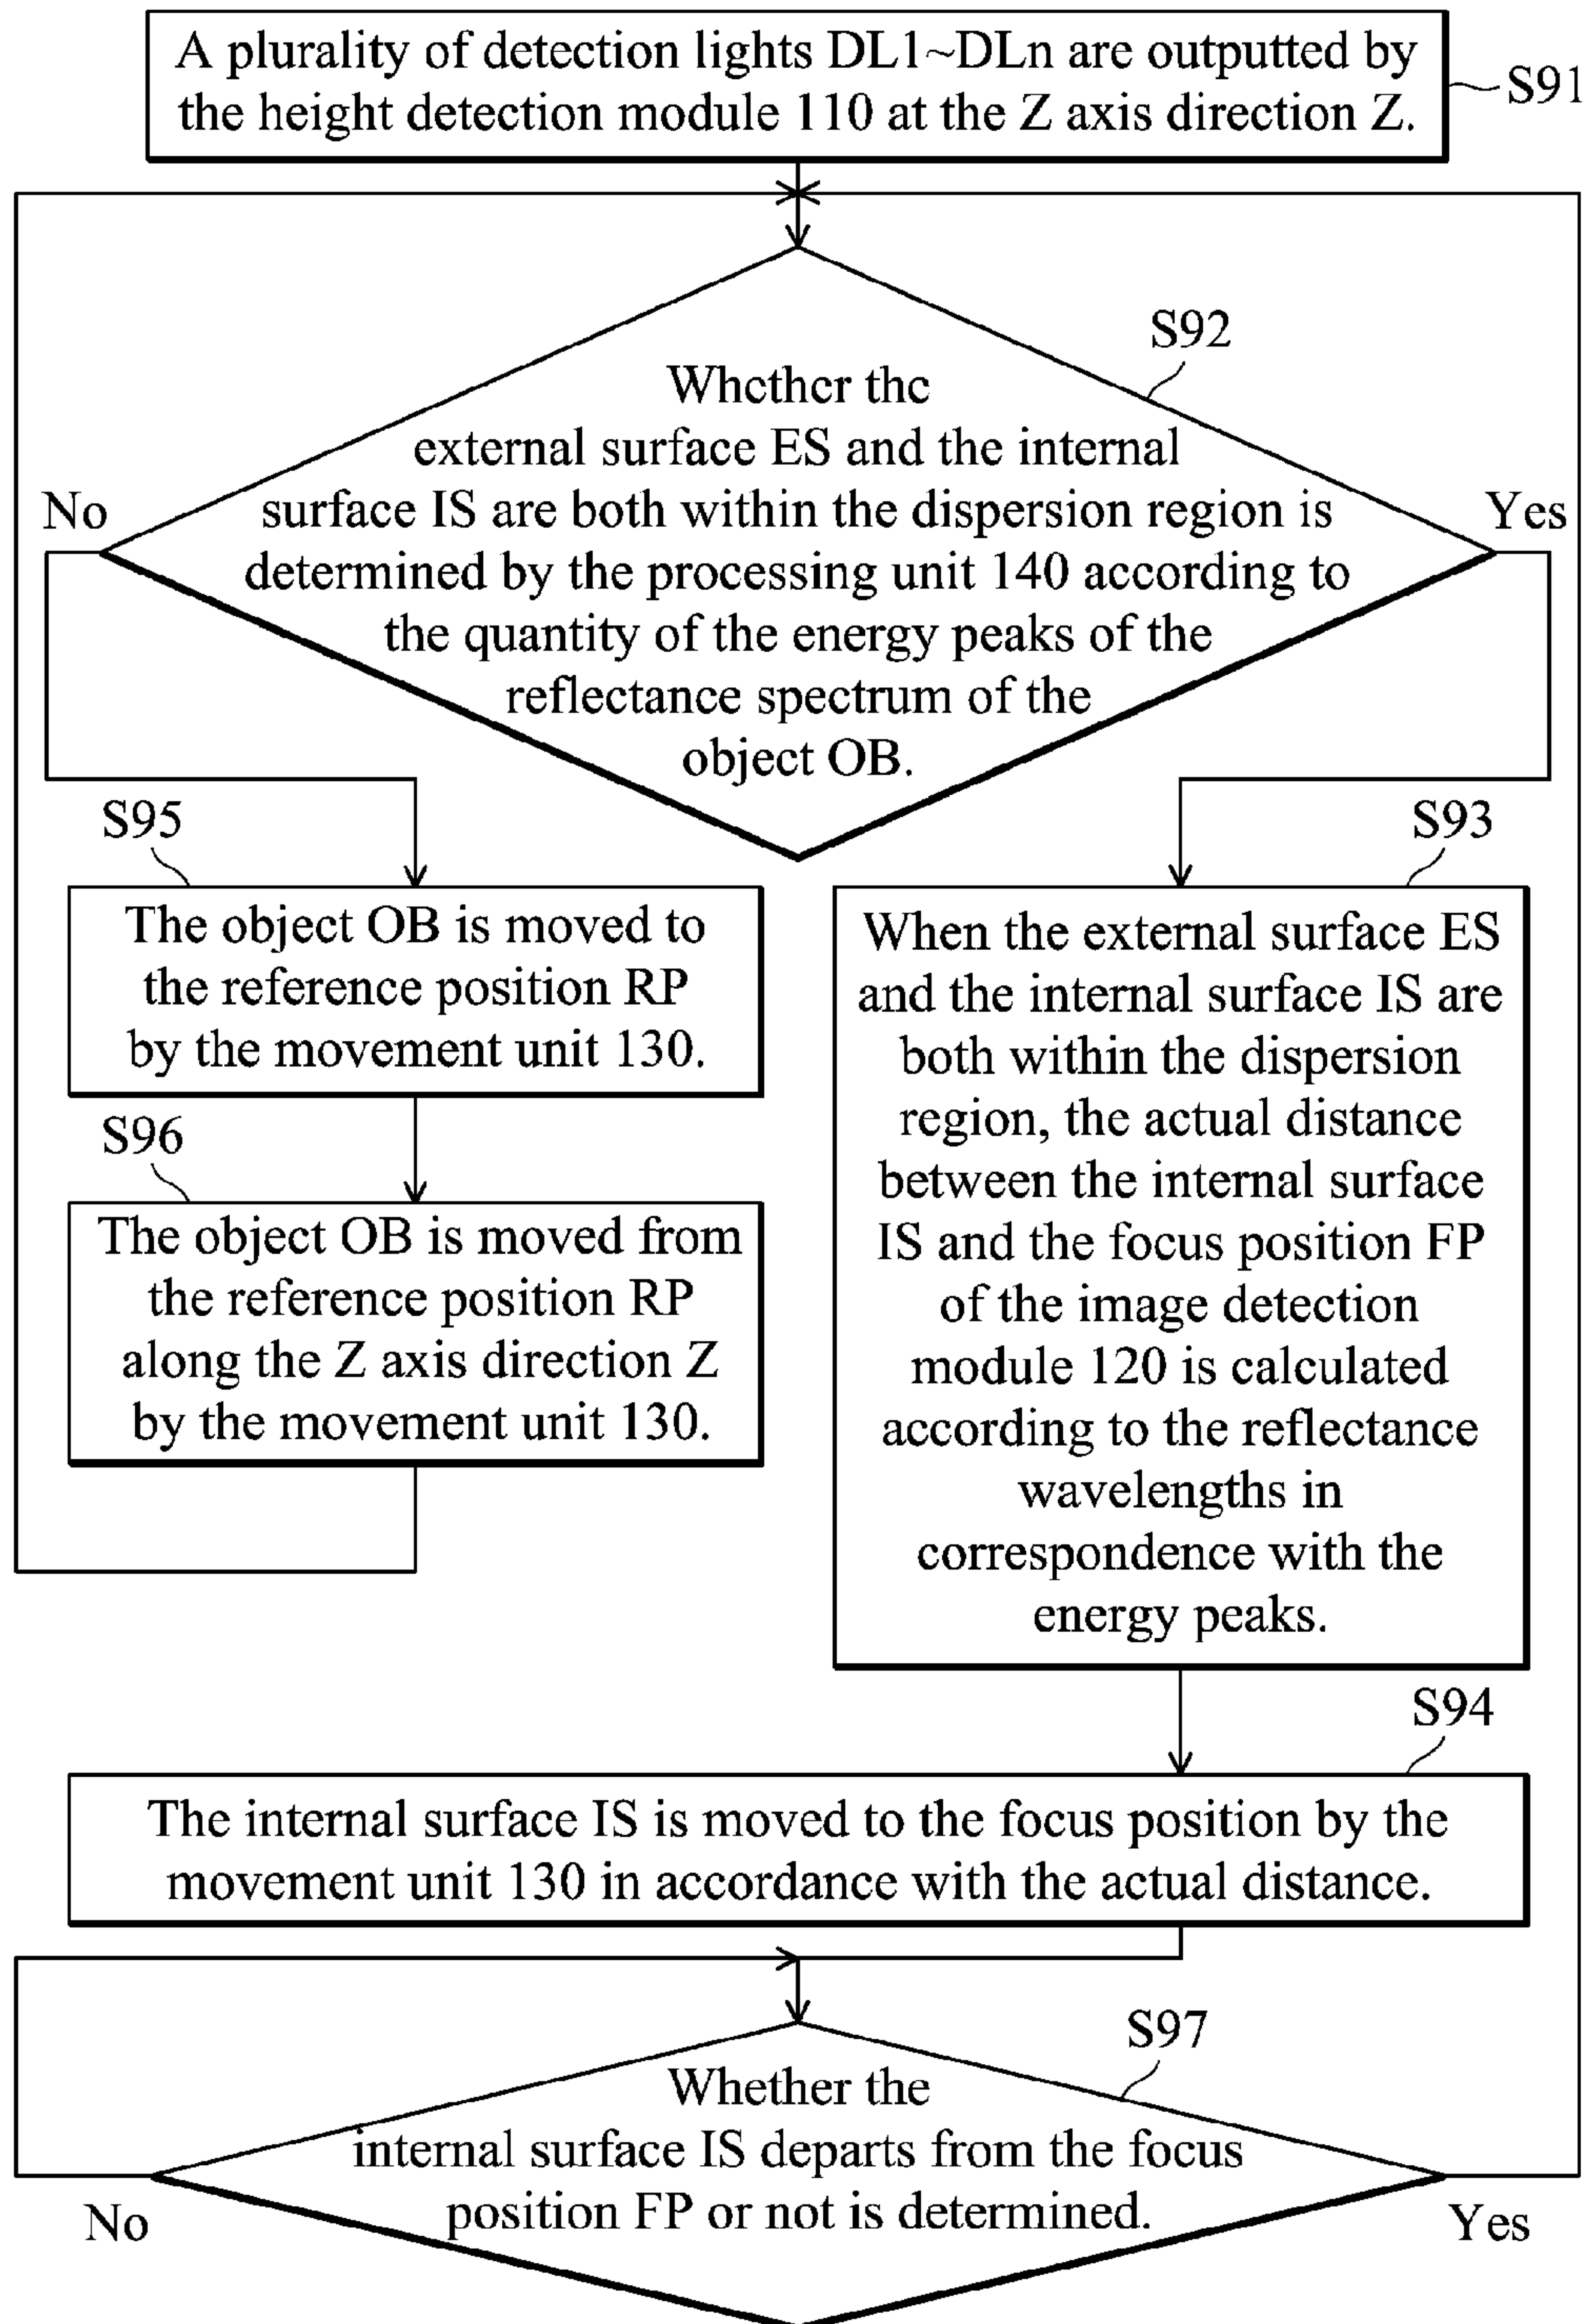 A plurality of detection lights DL1~DLn are outputted by
the height detection module 110 at the Z axis direction Z.
S91
S92
Whether the
external surface ES and the internal
surface IS are both within the dispersion region is
determined by the processing unit 140 according to
the quantity of the energy peaks of the
reflectance spectrum of the
object OB.
No
Yes
S95
The object OB is moved to
the reference position RP
by the movement unit 130.
S96
The object OB is moved from
the reference position RP
along the Z axis direction Z
by the movement unit 130.
S93
When the external surface ES
and the internal surface IS are
both within the dispersion
region, the actual distance
between the internal surface
IS and the focus position FP
of the image detection
module 120 is calculated
according to the reflectance
wavelengths in
correspondence with the
energy peaks.
S94
The internal surface IS is moved to the focus position by the
movement unit 130 in accordance with the actual distance.
S97
Whether the
internal surface IS departs from the focus
position FP or not is determined.
No
Yes